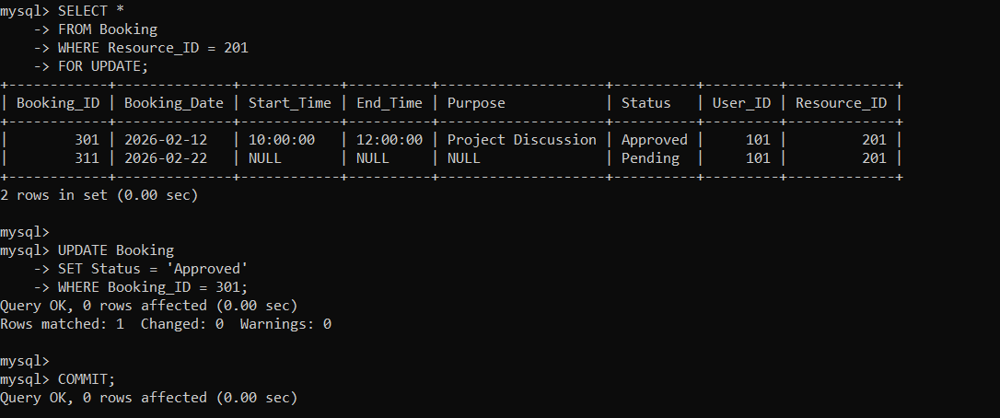 mysql> SELECT *
    -> FROM Booking
    -> WHERE Resource_ID = 201
    -> FOR UPDATE;
+------------+--------------+------------+----------+--------------------+----------+---------+-------------+
| Booking_ID | Booking_Date | Start_Time | End_Time | Purpose            | Status   | User_ID | Resource_ID |
+------------+--------------+------------+----------+--------------------+----------+---------+-------------+
|        301 | 2026-02-12   | 10:00:00   | 12:00:00 | Project Discussion | Approved |     101 |         201 |
|        311 | 2026-02-22   | NULL       | NULL     | NULL               | Pending  |     101 |         201 |
+------------+--------------+------------+----------+--------------------+----------+---------+-------------+
2 rows in set (0.00 sec)

mysql>
mysql> UPDATE Booking
    -> SET Status = 'Approved'
    -> WHERE Booking_ID = 301;
Query OK, 0 rows affected (0.00 sec)
Rows matched: 1  Changed: 0  Warnings: 0

mysql>
mysql> COMMIT;
Query OK, 0 rows affected (0.00 sec)